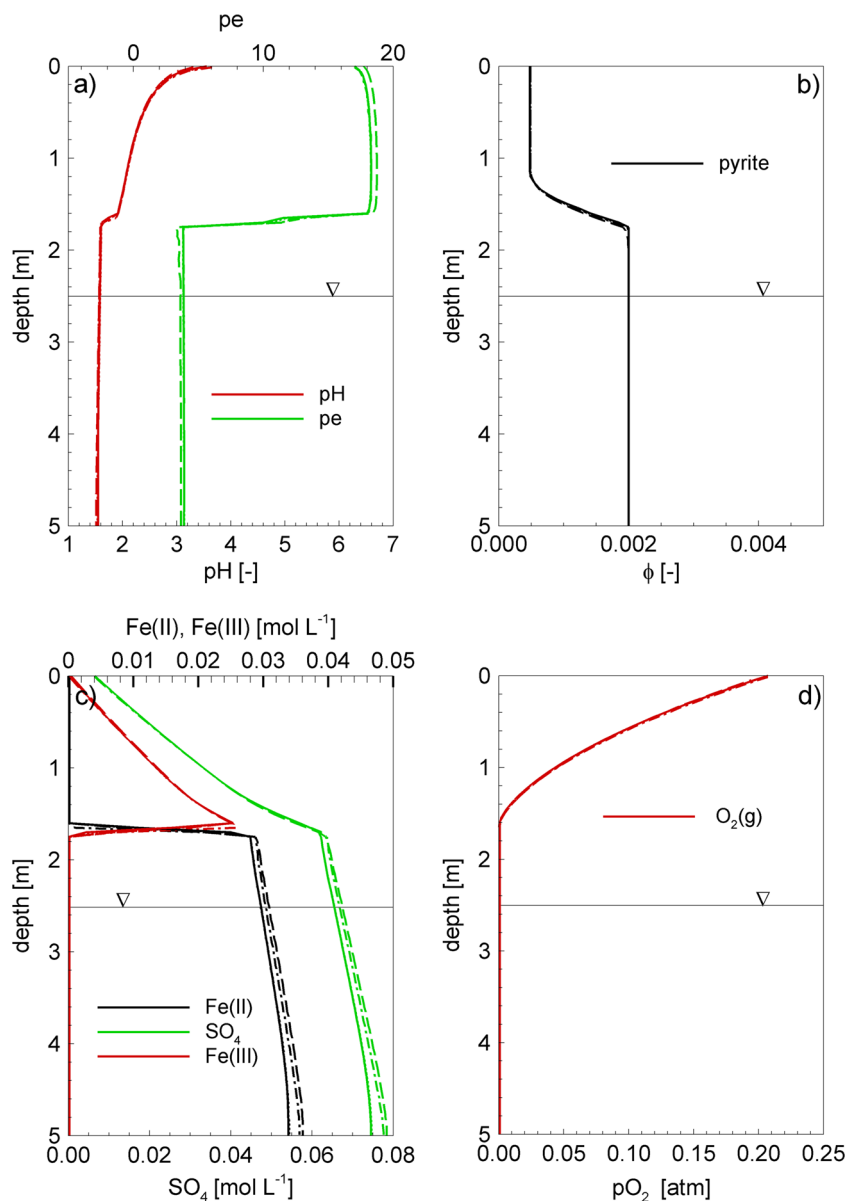 pe
0 10 20
a)
0
1
2
3
4
5
depth [m]
pH
pe
1 2 3 4 5 6 7
pH [-]
b)
0
1
2
3
4
5
depth [m]
pyrite
0.000 0.002 0.004
ϕ [-]
Fe(II), Fe(III) [mol L⁻¹]
0 0.01 0.02 0.03 0.04 0.05
c)
0
1
2
3
4
5
depth [m]
Fe(II)
SO₄
Fe(III)
0.00 0.02 0.04 0.06 0.08
SO₄ [mol L⁻¹]
d)
0
1
2
3
4
5
depth [m]
O₂(g)
0.00 0.05 0.10 0.15 0.20 0.25
pO₂ [atm]